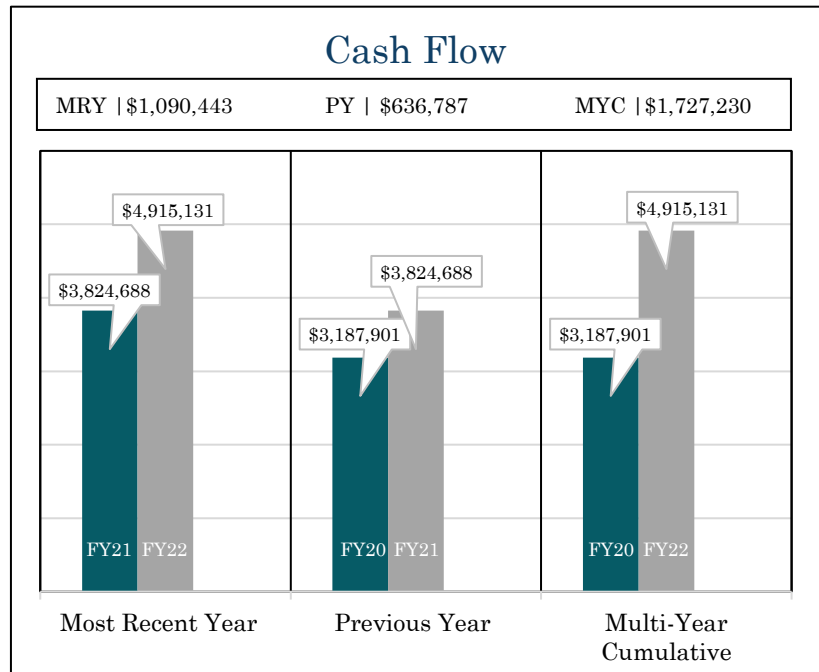 Cash Flow
MRY |$1,090,443 PY | $636,787 MYC |$1,727,230
$4,915,131
$3,824,688
FY21 FY22
Most Recent Year
$3,824,688
$3,187,901
FY20 FY21
Previous Year
$4,915,131
$3,187,901
FY20 FY22
Multi-Year
Cumulative